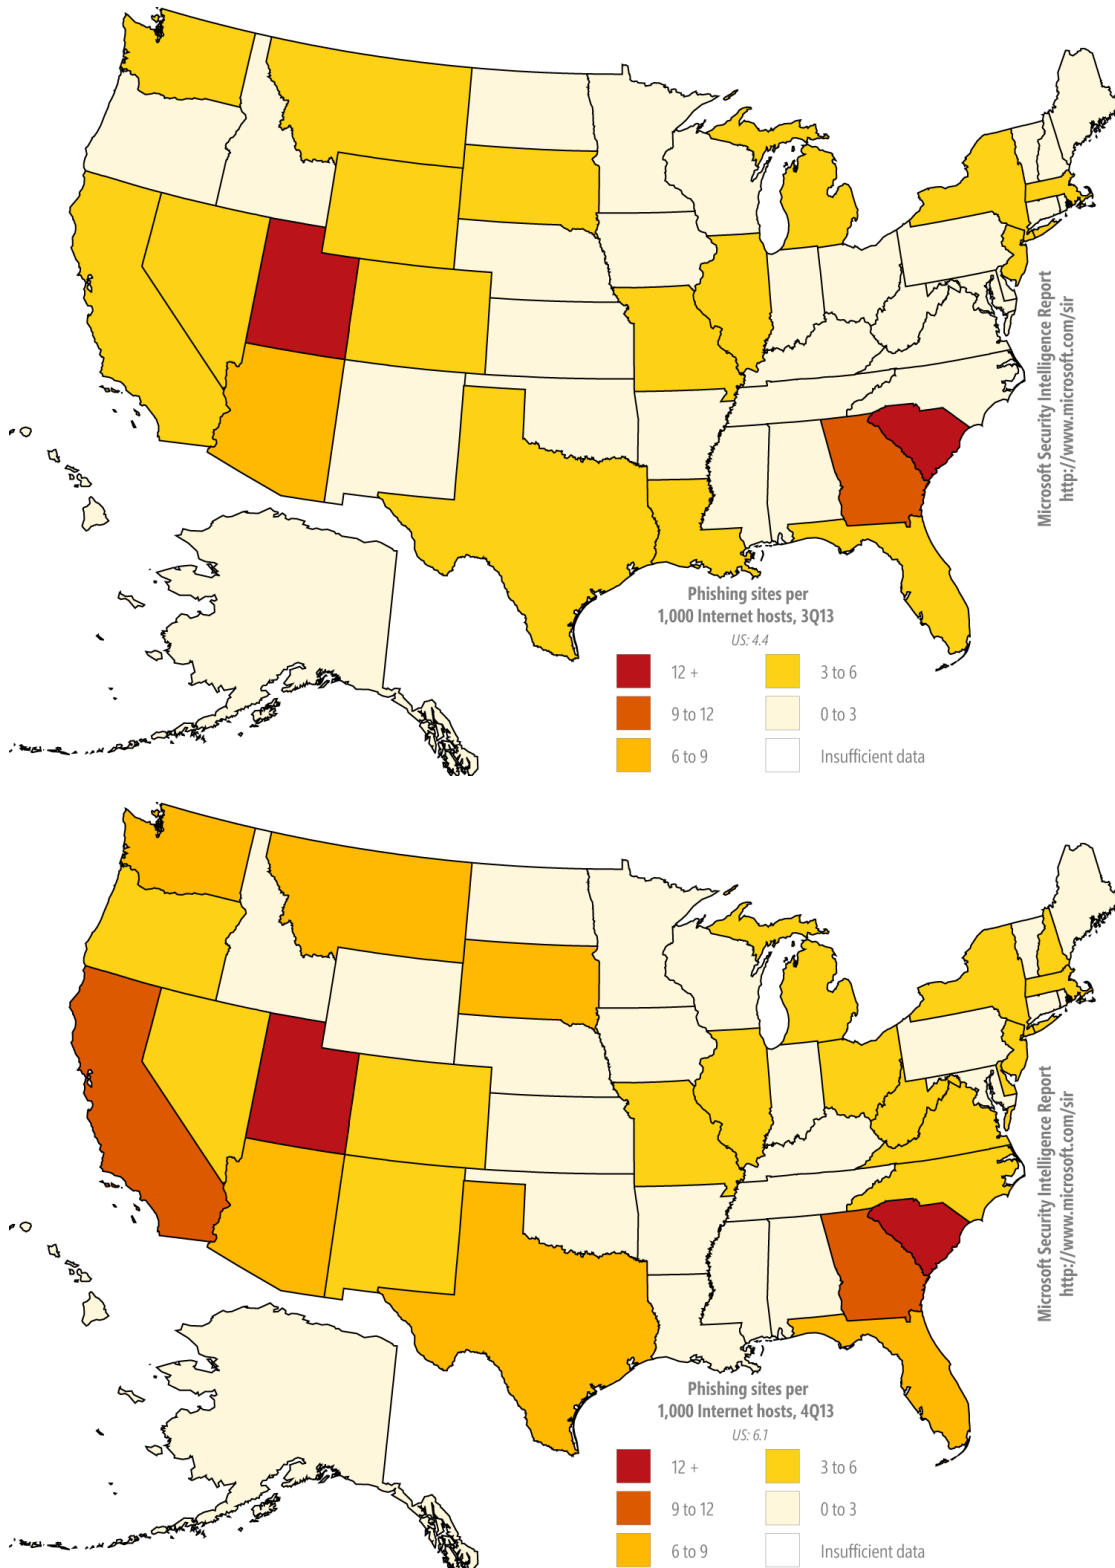 Microsoft Security Intelligence Report
http://www.microsoft.com/sir
Phishing sites per
1,000 Internet hosts, 3Q13
US: 4.4
12 +
3 to 6
9 to 12
0 to 3
6 to 9
Insufficient data
Microsoft Security Intelligence Report
http://www.microsoft.com/sir
Phishing sites per
1,000 Internet hosts, 4Q13
US: 6.1
12 +
3 to 6
9 to 12
0 to 3
6 to 9
Insufficient data